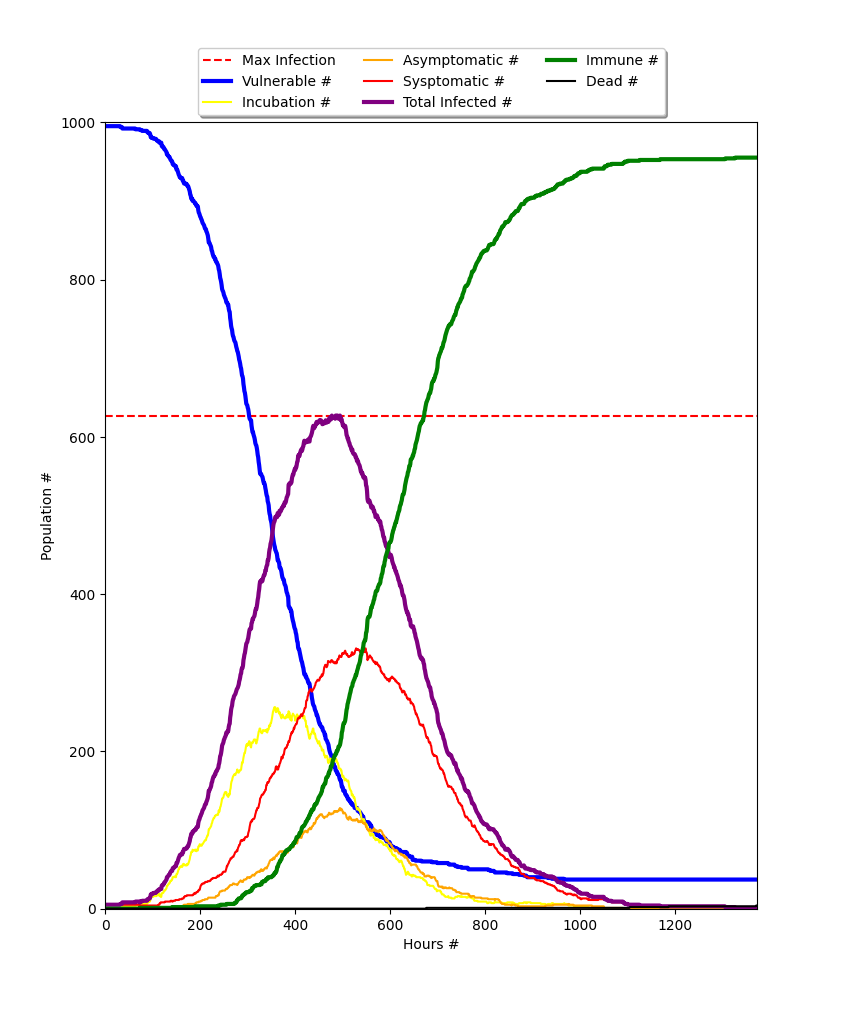 Max Infection Asymptomatic # Immune #
Vulnerable # Sysptomatic # Dead #
Incubation # Total Infected #
1000
800
600
400
200
0
Population #
0 200 400 600 800 1000 1200
Hours #